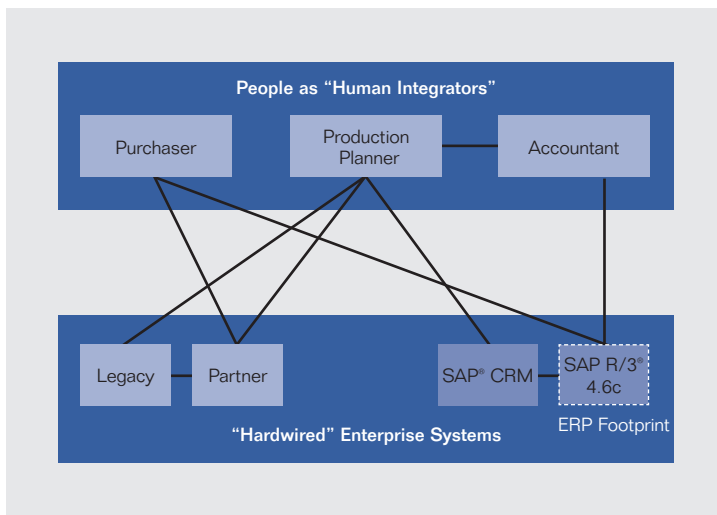 People as “Human Integrators”
Purchaser
Production
Planner
Accountant
Legacy
Partner
SAP® CRM
SAP R/3®
4.6c
ERP Footprint
“Hardwired” Enterprise Systems